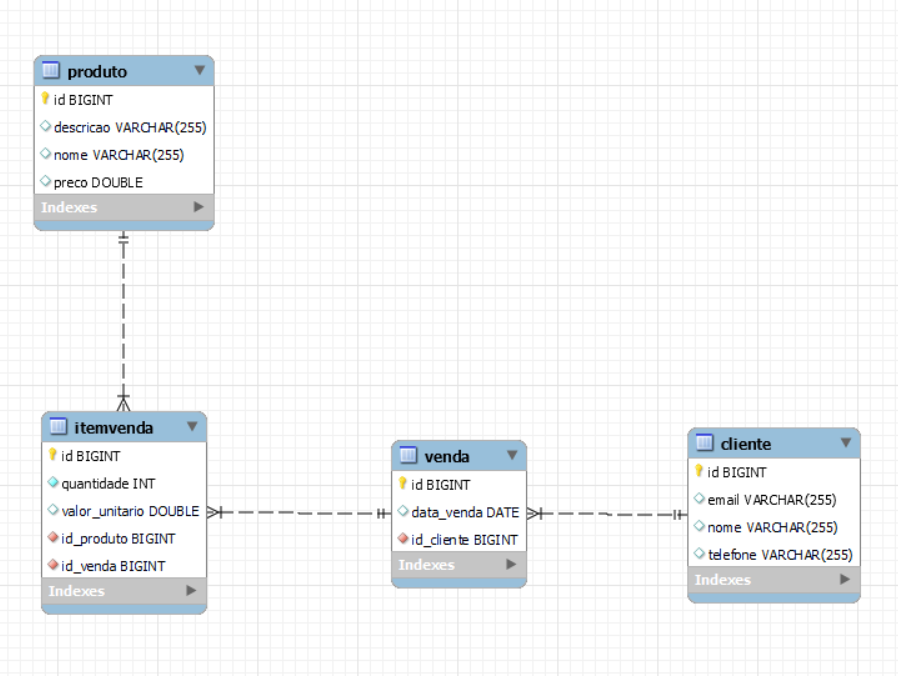 produto
id BIGINT
descricao VARCHAR(255)
nome VARCHAR(255)
preco DOUBLE
Indexes
itemvenda
id BIGINT
quantidade INT
valor_unitario DOUBLE
id_produto BIGINT
id_venda BIGINT
Indexes
venda
id BIGINT
data_venda DATE
id_cliente BIGINT
Indexes
cliente
id BIGINT
email VARCHAR(255)
nome VARCHAR(255)
telefone VARCHAR(255)
Indexes